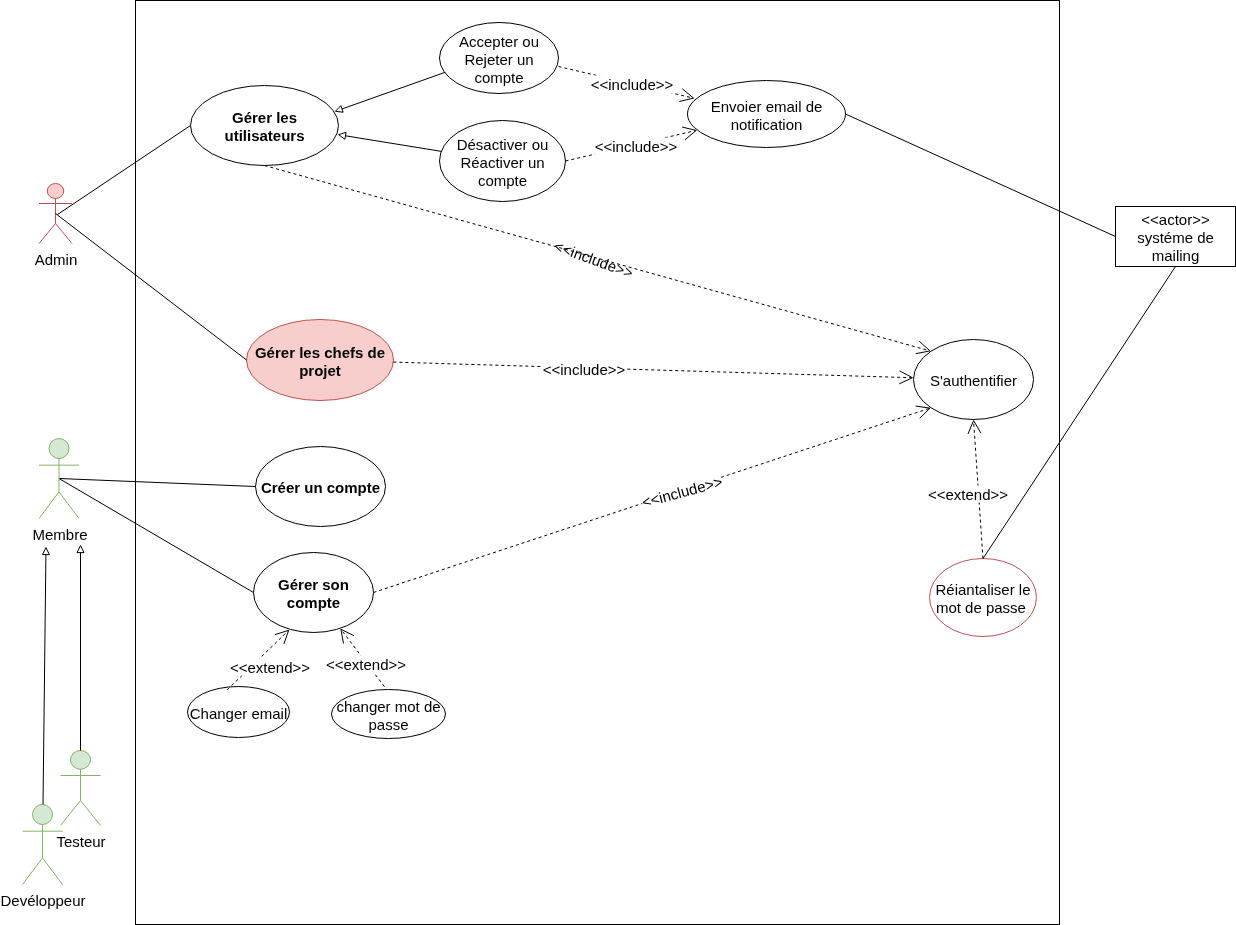 Accepter ou
Rejeter un
compte
<<include>>
Gérer les
utilisateurs
Envoier email de
notification
Désactiver ou
Réactiver un
compte
<<include>>
<<actor>>
systéme de
mailing
Admin
<<include>>
Gérer les chefs de
projet
<<include>>
S'authentifier
Créer un compte
<<include>>
<<extend>>
Membre
Gérer son
compte
Réiantaliser le
mot de passe
<<extend>>
<<extend>>
Changer email
changer mot de
passe
Testeur
Devéloppeur